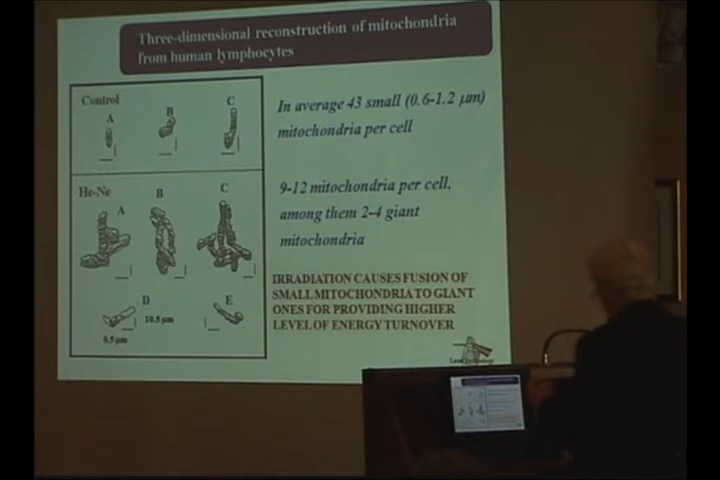 Three-dimensional reconstruction of mitochondria
from human lymphocytes
Control
A
B
C
In average 43 small (0.6-1.2 µm)
mitochondria per cell
He-Ne
A
B
C
9-12 mitochondria per cell,
among them 2-4 giant
mitochondria
D
E
10.5 µm
0.5 µm
IRRADIATION CAUSES FUSION OF
SMALL MITOCHONDRIA TO GIANT
ONES FOR PROVIDING HIGHER
LEVEL OF ENERGY TURNOVER